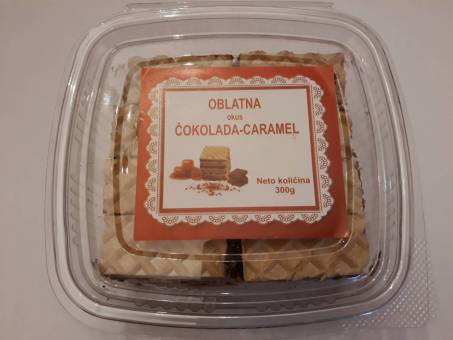 OBLATNA
okus
ČOKOLADA-CARAMEL
Neto količina
300g